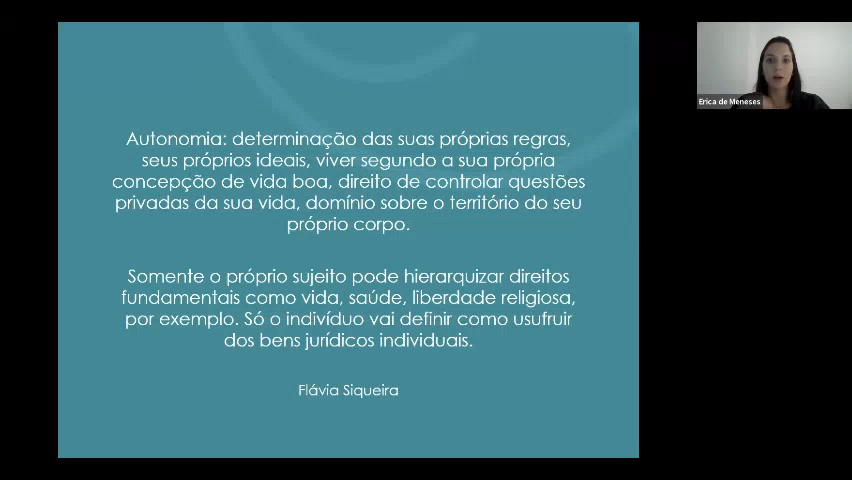 Autonomia: determinação das suas próprias regras,
seus próprios ideais, viver segundo a sua própria
concepção de vida boa, direito de controlar questões
privadas da sua vida, domínio sobre o território do seu
próprio corpo.
Somente o próprio sujeito pode hierarquizar direitos
fundamentais como vida, saúde, liberdade religiosa,
por exemplo. Só o indivíduo vai definir como usufruir
dos bens jurídicos individuais.
Flávia Siqueira
Erica de Meneses